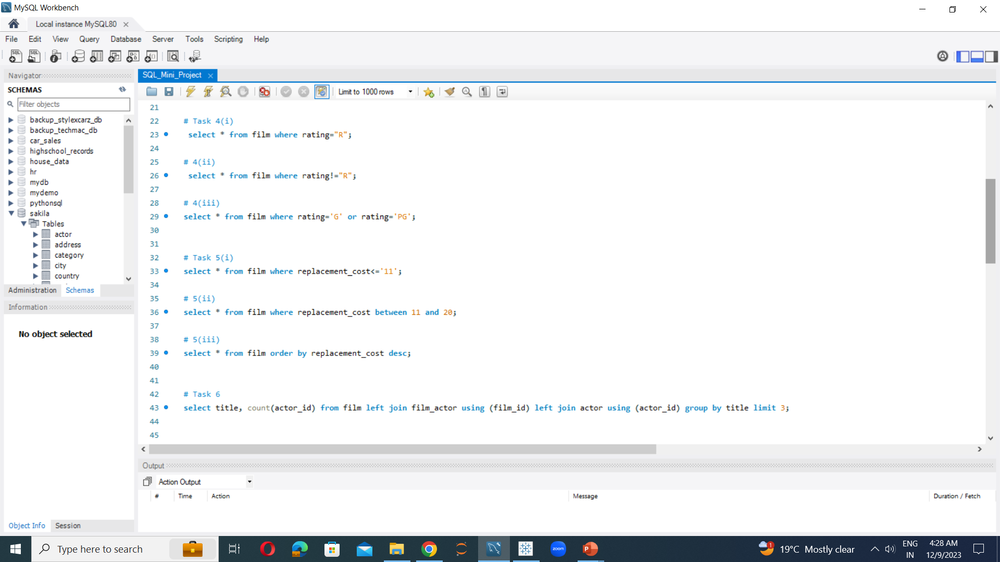 MySQL Workbench
Local instance MySQL80
File Edit View Query Database Server Tools Scripting Help
Navigator
SCHEMAS
Filter objects
backup_stylexcarz_db
backup_techmac_db
car_sales
highschool_records
house_data
hr
mydb
mydemo
pythonsql
sakila
Tables
actor
address
category
city
country
Administration Schemas
Information
No object selected
Object Info Session
SQL_Mini_Project
Limit to 1000 rows
21
22 # Task 4(i)
23 select * from film where rating="R";
24
25 # 4(ii)
26 select * from film where rating!="R";
27
28 # 4(iii)
29 select * from film where rating='G' or rating='PG';
30
31
32 # Task 5(i)
33 select * from film where replacement_cost<='11';
34
35 # 5(ii)
36 select * from film where replacement_cost between 11 and 20;
37
38 # 5(iii)
39 select * from film order by replacement_cost desc;
40
41
42 # Task 6
43 select title, count(actor_id) from film left join film_actor using (film_id) left join actor using (actor_id) group by title limit 3;
44
45
Output
Action Output
# Time Action Message Duration / Fetch
Type here to search
zoom
1
19°C Mostly clear
ENG
IN
4:28 AM
12/9/2023